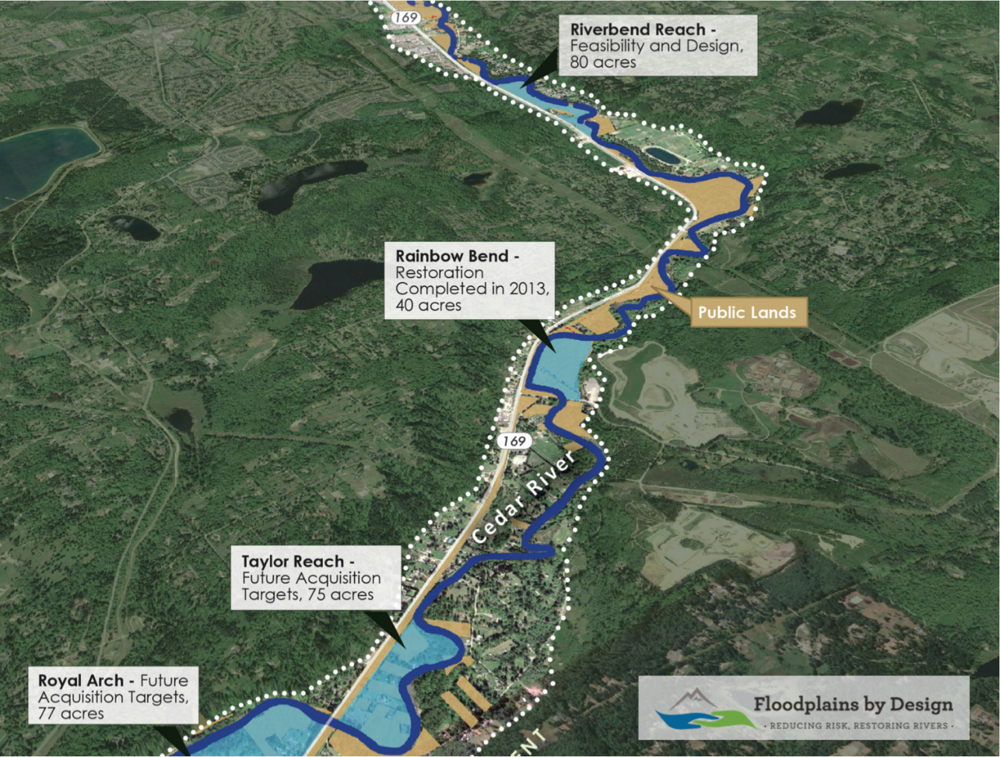 169
Riverbend Reach -
Feasibility and Design,
80 acres
Rainbow Bend -
Restoration
Completed in 2013,
40 acres
Public Lands
169
Cedar River
Taylor Reach -
Future Acquisition
Targets, 75 acres
Royal Arch - Future
Acquisition Targets,
77 acres
Floodplains by Design
· REDUCING RISK, RESTORING RIVERS ·